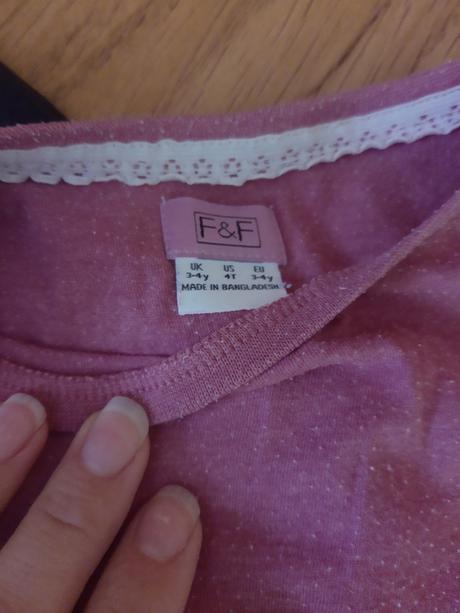 F&F
UK US EU
3-4y 4T 3-4y
MADE IN BANGLADESH